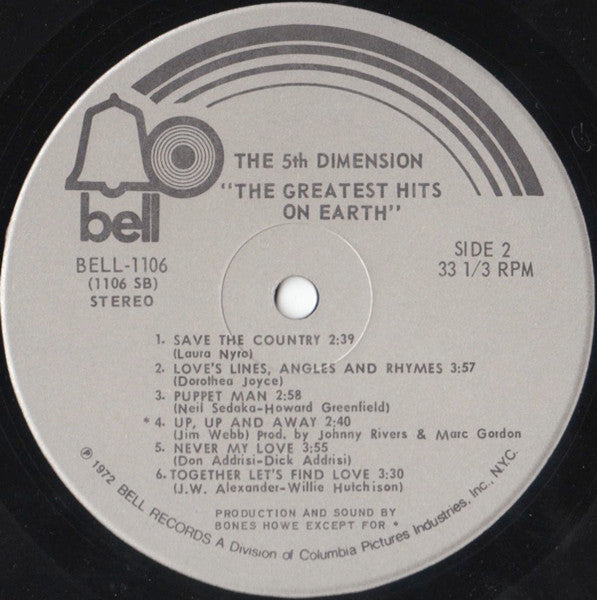 bell
THE 5th DIMENSION
"THE GREATEST HITS
ON EARTH"
BELL-1106
(1106 SB)
STEREO
SIDE 2
33 1/3 RPM
1. SAVE THE COUNTRY 2:39
(Laura Nyro)
2. LOVE'S LINES, ANGLES AND RHYMES 3:57
(Dorothea Joyce)
3. PUPPET MAN 2:58
(Neil Sedaka-Howard Greenfield)
* 4. UP, UP AND AWAY 2:40
(Jim Webb) Prod. by Johnny Rivers & Marc Gordon
5. NEVER MY LOVE 3:55
(Don Addrisi-Dick Addrisi)
6. TOGETHER LET'S FIND LOVE 3:30
(J.W. Alexander-Willie Hutchison)
PRODUCTION AND SOUND BY
BONES HOWE EXCEPT FOR *
℗ 1972 BELL RECORDS A Division of Columbia Pictures Industries, Inc., N.Y.C.